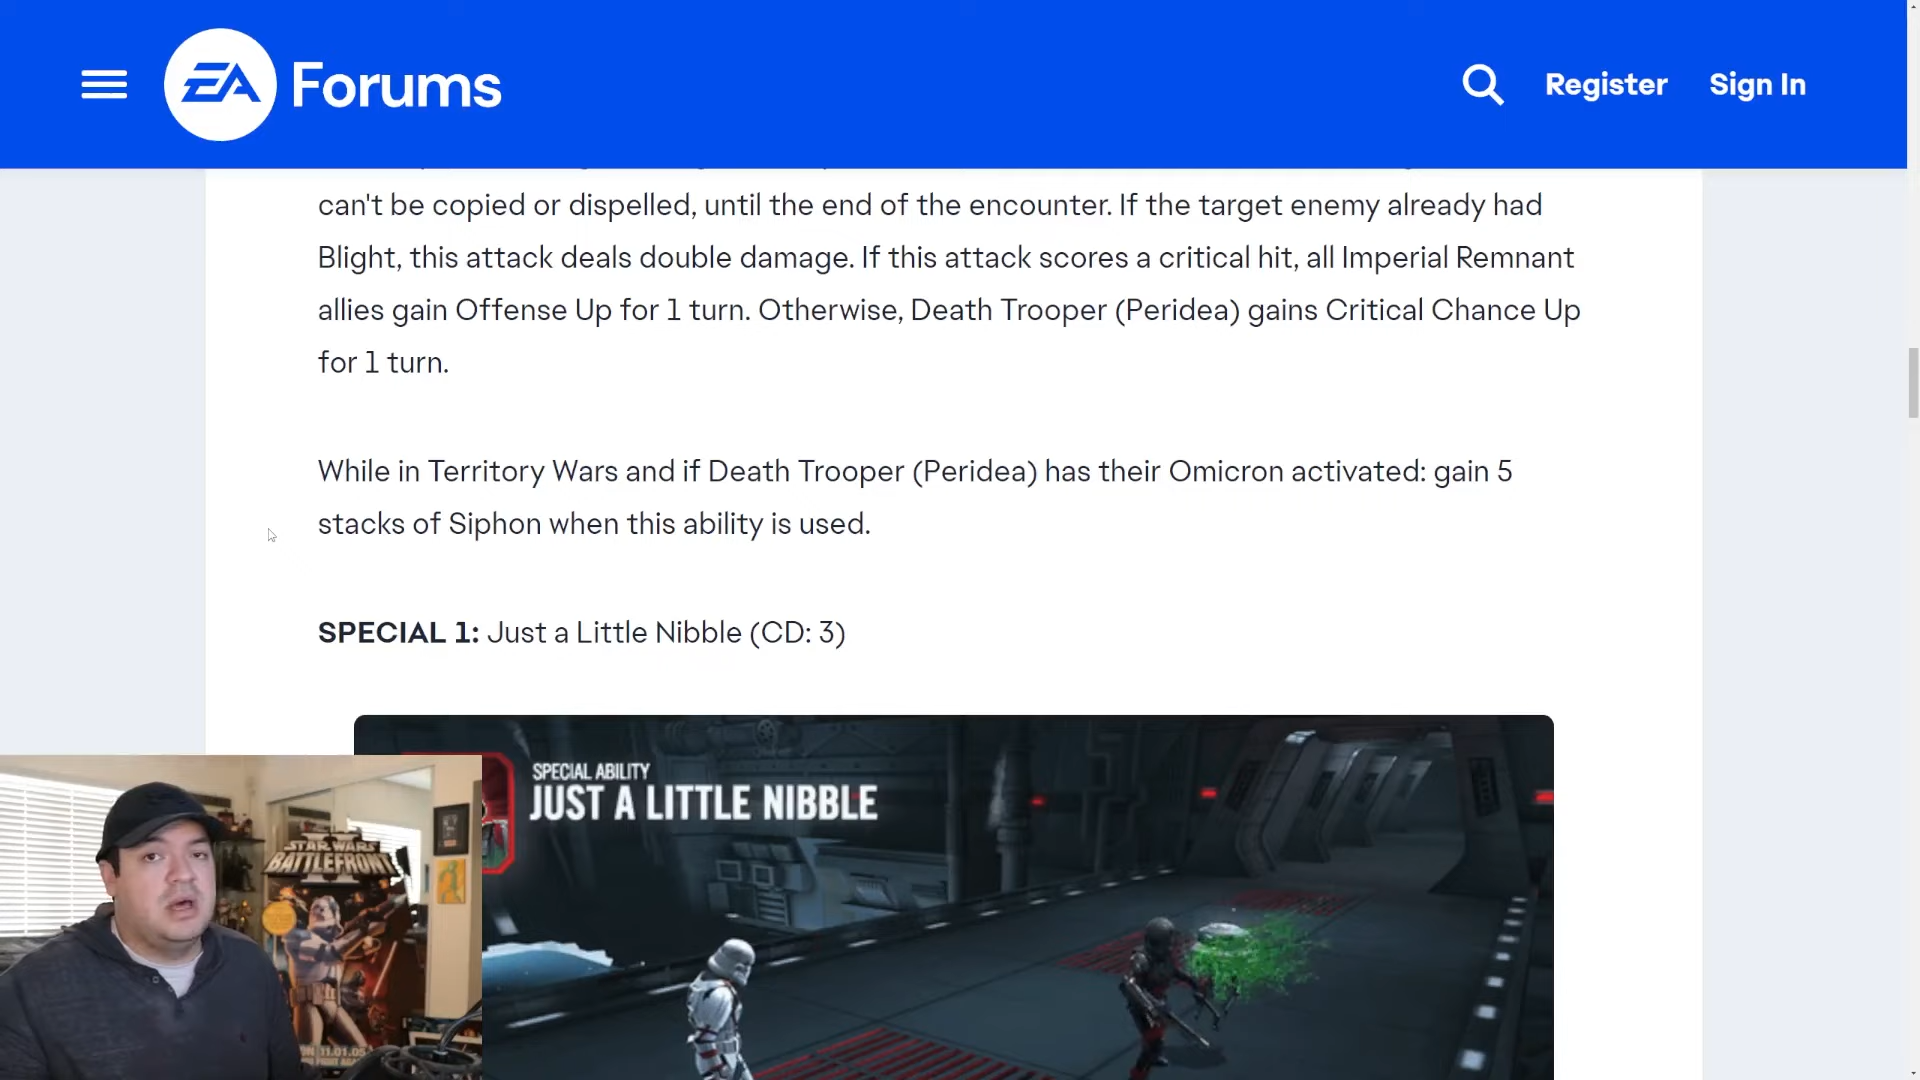 EA Forums
Register
Sign In
can't be copied or dispelled, until the end of the encounter. If the target enemy already had
Blight, this attack deals double damage. If this attack scores a critical hit, all Imperial Remnant
allies gain Offense Up for 1 turn. Otherwise, Death Trooper (Peridea) gains Critical Chance Up
for 1 turn.
While in Territory Wars and if Death Trooper (Peridea) has their Omicron activated: gain 5
stacks of Siphon when this ability is used.
SPECIAL 1: Just a Little Nibble (CD: 3)
SPECIAL ABILITY
JUST A LITTLE NIBBLE
STAR WARS
BATTLEFRONT
11.01.05